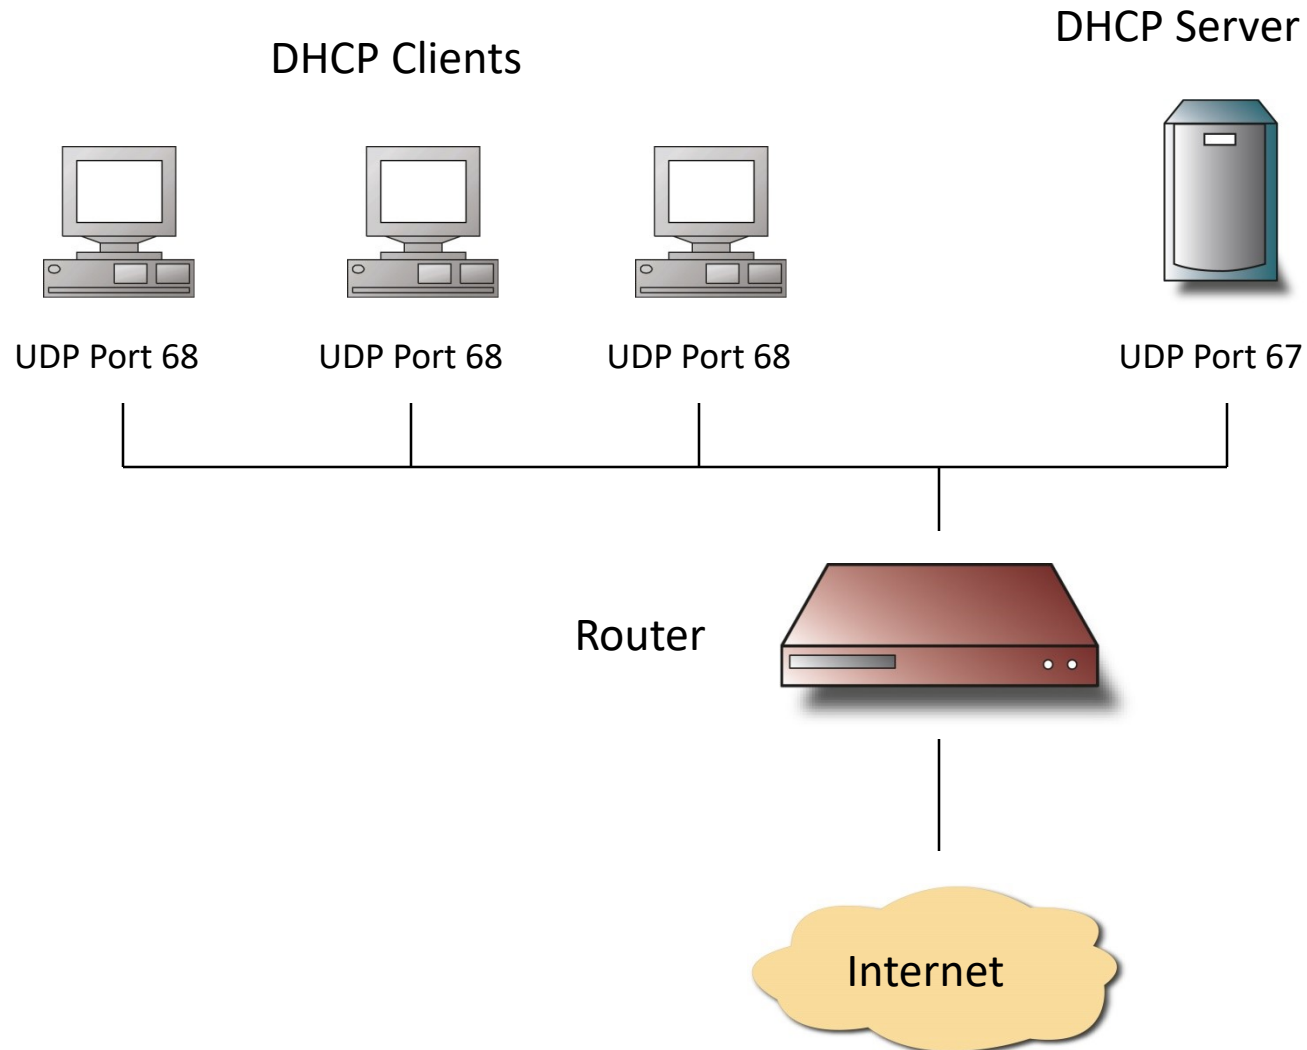 DHCP Server
DHCP Clients
UDP Port 68
UDP Port 68
UDP Port 68
UDP Port 67
Router
Internet